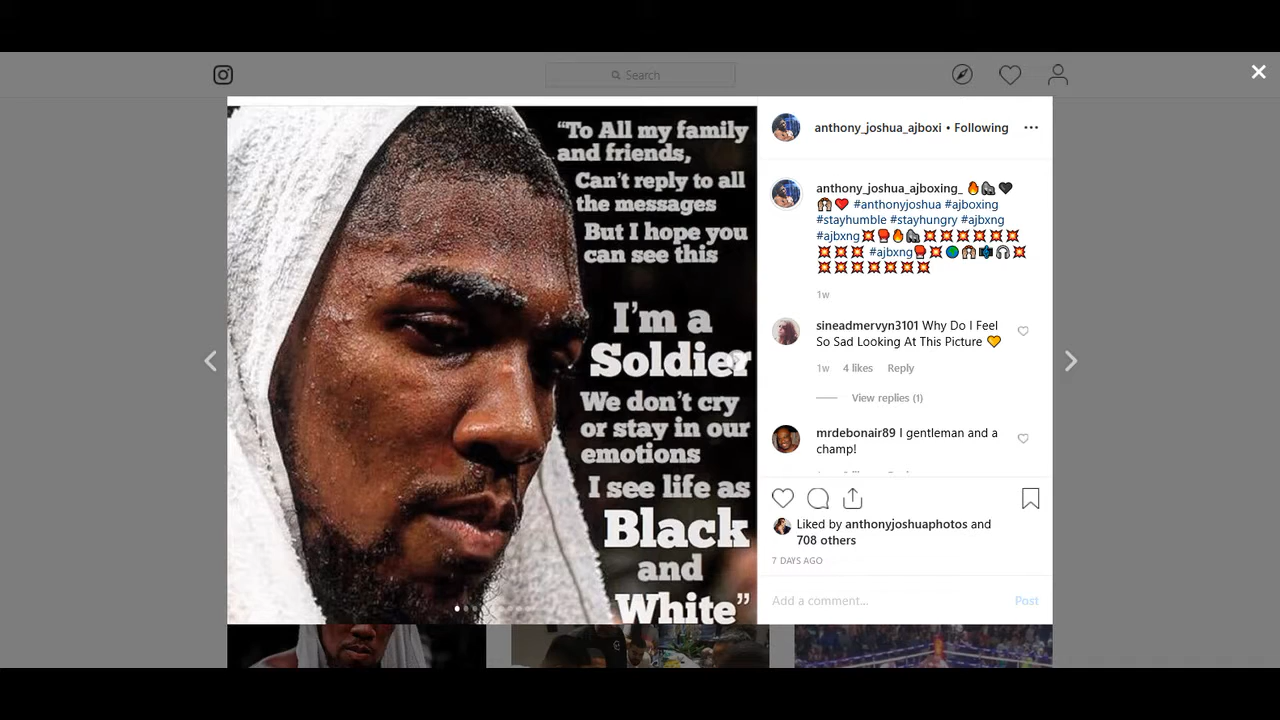 Search
anthony_joshua_ajboxi • Following
“To All my family
and friends,
Can't reply to all
the messages
But I hope you
can see this
I'm a
Soldier
We don't cry
or stay in our
emotions
I see life as
Black
and
White”
anthony_joshua_ajboxing_ 🔥🦍🖤
🙌🏽❤️ #anthonyjoshua #ajboxing
#stayhumble #stayhungry #ajbxng
#ajbxng💥🥊🔥🦍💥💥💥💥💥💥
💥💥💥 #ajbxng🥊💥🌍🙌🏽📢🎧💥
💥💥💥💥💥💥💥
1w
sineadmervyn3101 Why Do I Feel
So Sad Looking At This Picture 💛
1w 4 likes Reply
View replies (1)
mrdebonair89 I gentleman and a
champ!
Liked by anthonyjoshuaphotos and
708 others
7 DAYS AGO
Add a comment... Post